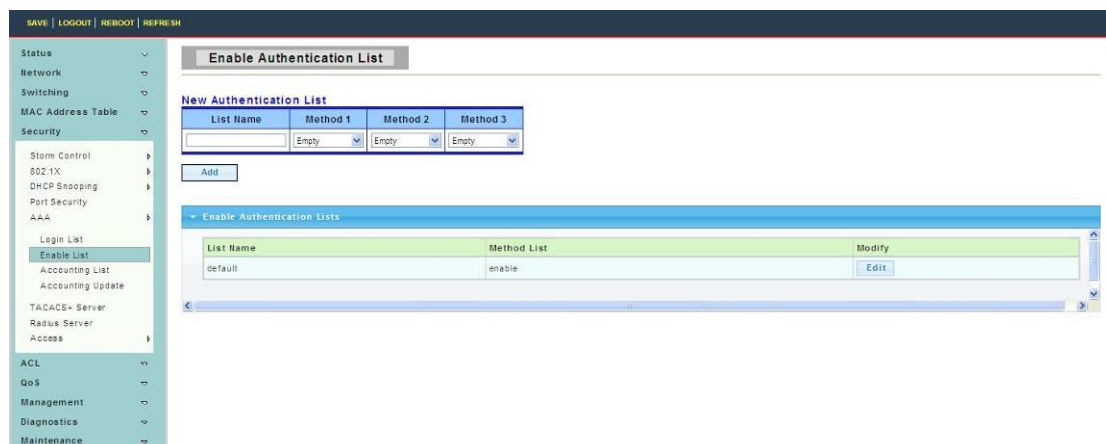 SAVE | LOGOUT | REBOOT | REFRESH
Status
Network
Switching
MAC Address Table
Security
Storm Control
802.1X
DHCP Snooping
Port Security
AAA
Login List
Enable List
Accounting List
Accounting Update
TACACS+ Server
Radius Server
Access
ACL
QoS
Management
Diagnostics
Maintenance
Enable Authentication List
New Authentication List
List Name Method 1 Method 2 Method 3
Empty Empty Empty
Add
Enable Authentication Lists
List Name Method List Modify
default enable Edit